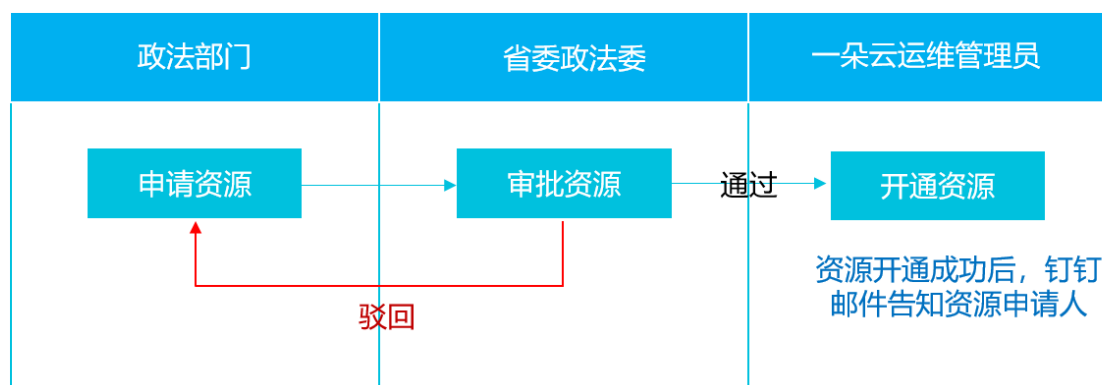 政法部门
省委政法委
一朵云运维管理员
申请资源
审批资源
通过
开通资源
驳回
资源开通成功后，钉钉
邮件告知资源申请人